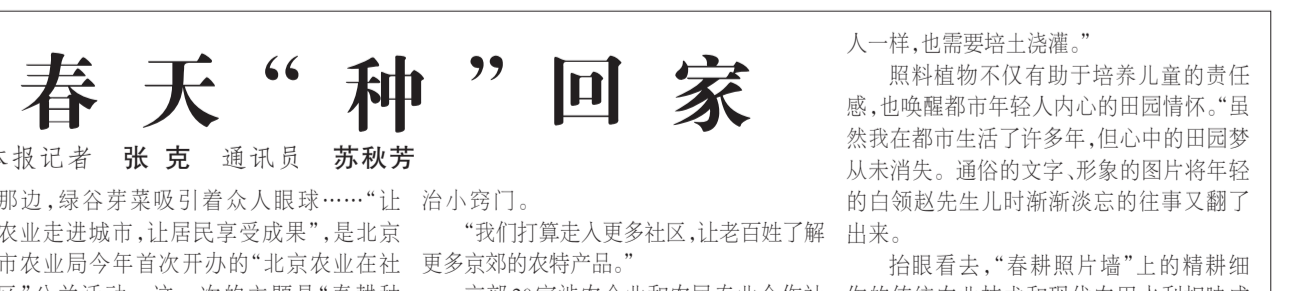 春天“种”回家
本报记者 张克 通讯员 苏秋芳
那边，绿谷芽菜吸引着众人眼球……“让
农业走进城市，让居民享受成果”，是北京
市农业局今年首次开办的“北京农业在社
治小窍门。
“我们打算走入更多社区，让老百姓了解
更多京郊的农特产品。”
人一样，也需要培土浇灌。”
照料植物不仅有助于培养儿童的责任
感，也唤醒都市年轻人内心的田园情怀。“虽
然我在都市生活了许多年，但心中的田园梦
从未消失。通俗的文字、形象的图片将年轻
的白领赵先生儿时渐渐淡忘的往事又翻了
出来。
抬眼看去，“春耕照片墙”上的精耕细